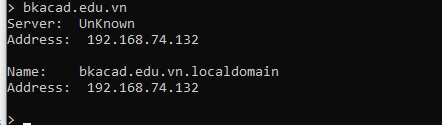 > bkacad.edu.vn
Server:  UnKnown
Address:  192.168.74.132

Name:    bkacad.edu.vn.localdomain
Address:  192.168.74.132

> _